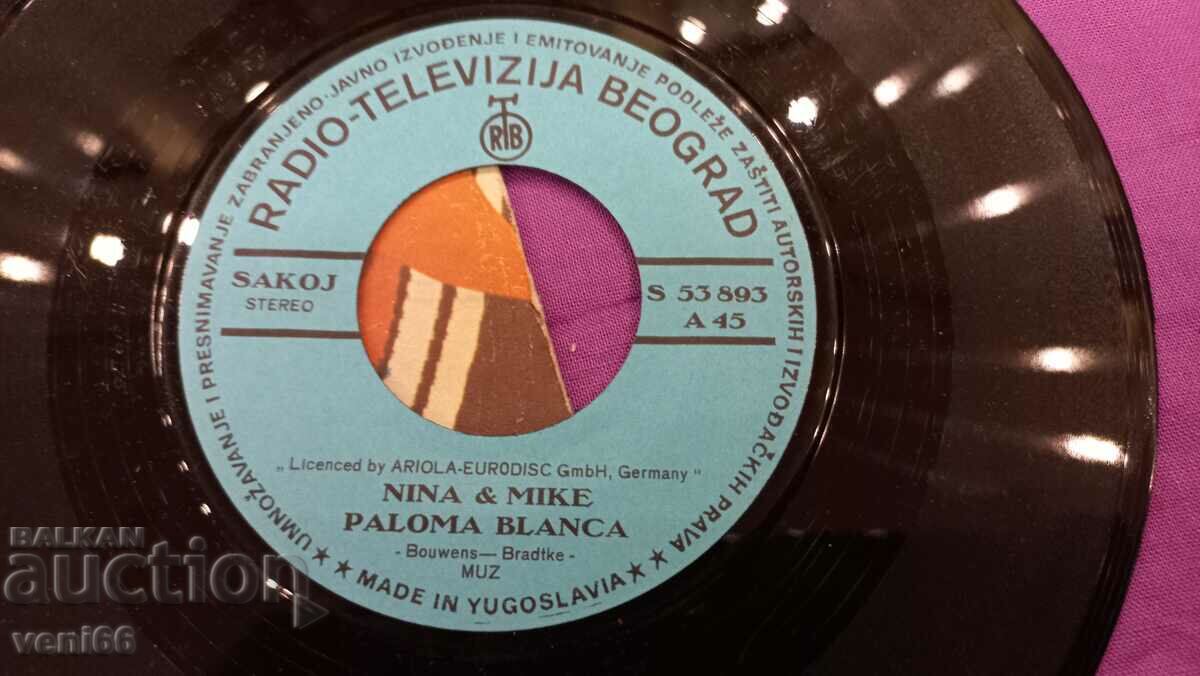 UMNOŽAVANJE I PRESNIMAVANJE ZABRANJENO · JAVNO IZVOĐENJE I EMITOVANJE PODLEŽE ZAŠTITI AUTORSKIH I IZVOĐAČKIH PRAVA
RADIO-TELEVIZIJA BEOGRAD
RTB
SAKOJ
STEREO
S 53 893
A 45
„ Licenced by ARIOLA-EURODISC GmbH, Germany "
NINA & MIKE
PALOMA BLANCA
- Bouwens— Bradtke -
MUZ
★ ★ MADE IN YUGOSLAVIA ★ ★
BALKAN
auction
veni66